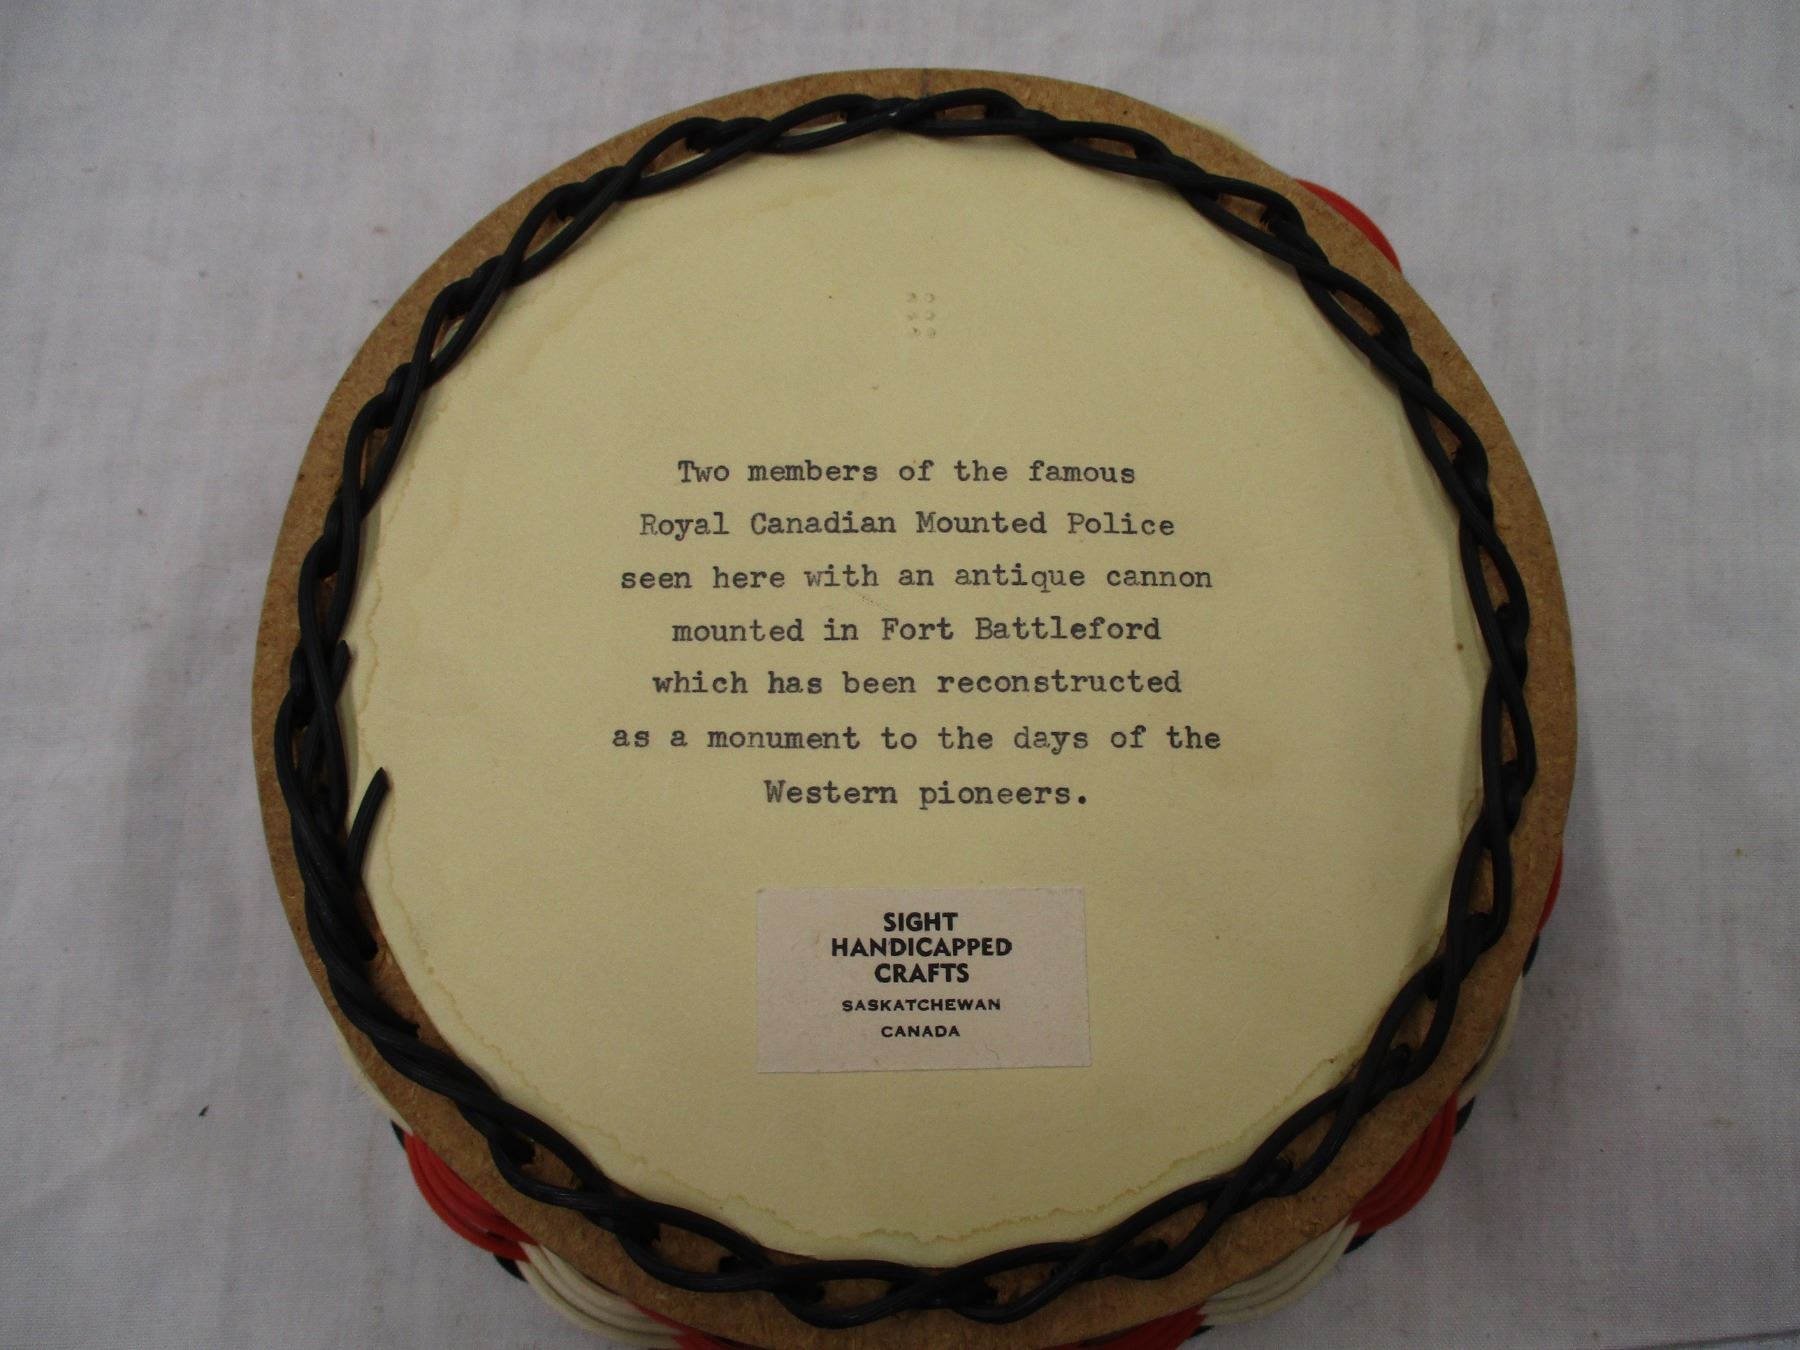 Two members of the famous
Royal Canadian Mounted Police
seen here with an antique cannon
mounted in Fort Battleford
which has been reconstructed
as a monument to the days of the
Western pioneers.
SIGHT
HANDICAPPED
CRAFTS
SASKATCHEWAN
CANADA